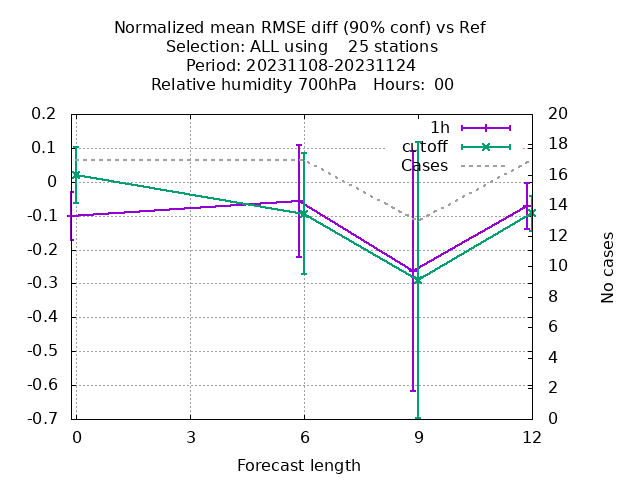 Normalized mean RMSE diff (90% conf) vs Ref
Selection: ALL using    25 stations
Period: 20231108-20231124
Relative humidity 700hPa   Hours:  00
0.2
0.1
0
-0.1
-0.2
-0.3
-0.4
-0.5
-0.6
-0.7
1h
cutoff
Cases
20
18
16
14
12
10
8
6
4
2
0
No cases
0 3 6 9 12
Forecast length